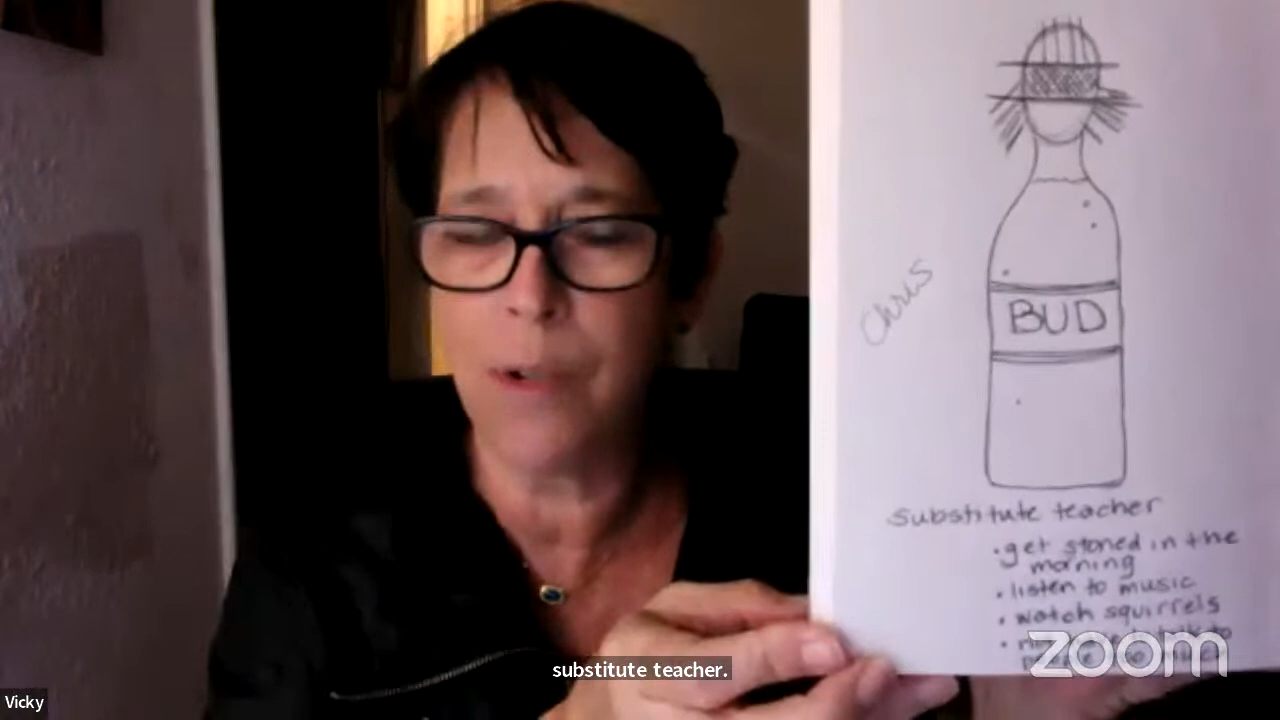 Chris
BUD
substitute teacher
• get stoned in the
morning
• listen to music
• watch squirrels
•
zoom
substitute teacher.
Vicky